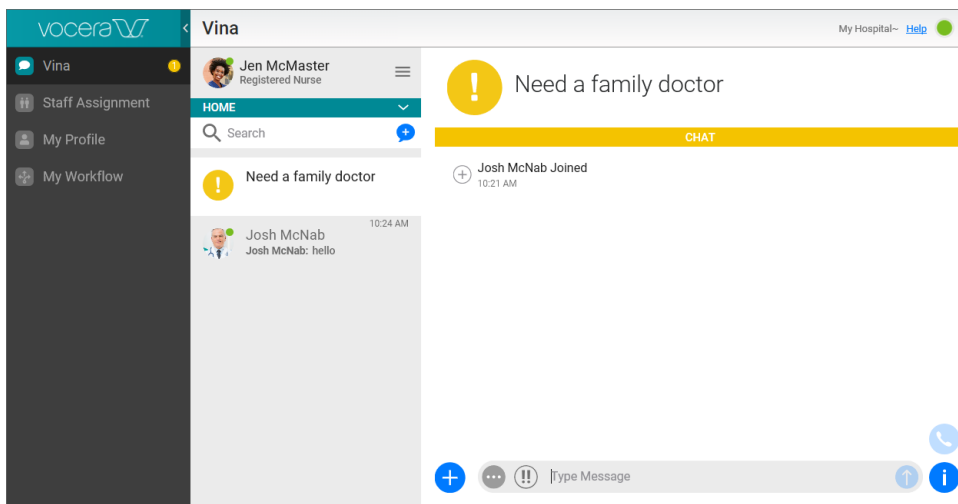 vocera
Vina
My Hospital~ Help
Vina 1
Staff Assignment
My Profile
My Workflow
Jen McMaster
Registered Nurse
HOME
Search
Need a family doctor
10:24 AM
Josh McNab
Josh McNab: hello
Need a family doctor
CHAT
Josh McNab Joined
10:21 AM
Type Message